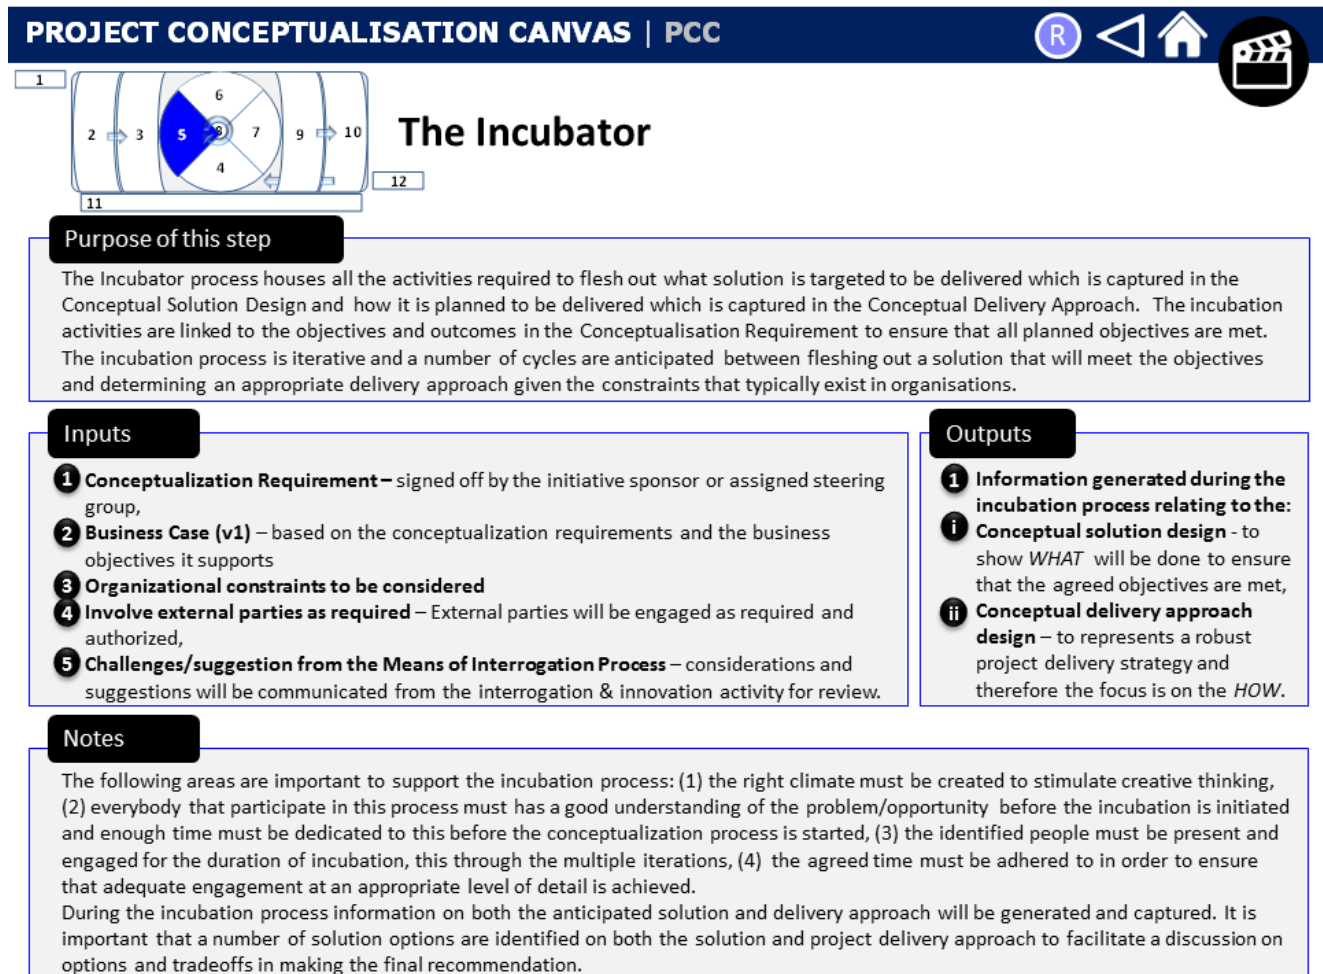 PROJECT CONCEPTUALISATION CANVAS | PCC
R
1
2
3
5
6
8
7
4
9
10
12
11
The Incubator
Purpose of this step
The Incubator process houses all the activities required to flesh out what solution is targeted to be delivered which is captured in the
Conceptual Solution Design and how it is planned to be delivered which is captured in the Conceptual Delivery Approach. The incubation
activities are linked to the objectives and outcomes in the Conceptualisation Requirement to ensure that all planned objectives are met.
The incubation process is iterative and a number of cycles are anticipated between fleshing out a solution that will meet the objectives
and determining an appropriate delivery approach given the constraints that typically exist in organisations.
Inputs
1 Conceptualization Requirement – signed off by the initiative sponsor or assigned steering
group,
2 Business Case (v1) – based on the conceptualization requirements and the business
objectives it supports
3 Organizational constraints to be considered
4 Involve external parties as required – External parties will be engaged as required and
authorized,
5 Challenges/suggestion from the Means of Interrogation Process – considerations and
suggestions will be communicated from the interrogation & innovation activity for review.
Outputs
1 Information generated during the
incubation process relating to the:
i Conceptual solution design - to
show WHAT will be done to ensure
that the agreed objectives are met,
ii Conceptual delivery approach
design – to represents a robust
project delivery strategy and
therefore the focus is on the HOW.
Notes
The following areas are important to support the incubation process: (1) the right climate must be created to stimulate creative thinking,
(2) everybody that participate in this process must has a good understanding of the problem/opportunity before the incubation is initiated
and enough time must be dedicated to this before the conceptualization process is started, (3) the identified people must be present and
engaged for the duration of incubation, this through the multiple iterations, (4) the agreed time must be adhered to in order to ensure
that adequate engagement at an appropriate level of detail is achieved.
During the incubation process information on both the anticipated solution and delivery approach will be generated and captured. It is
important that a number of solution options are identified on both the solution and project delivery approach to facilitate a discussion on
options and tradeoffs in making the final recommendation.